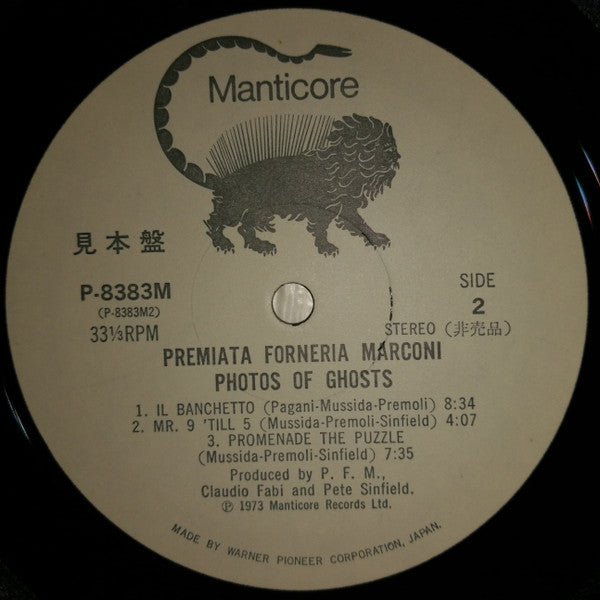 Manticore
見本盤
P-8383M
(P-8383M2)
33⅓RPM
SIDE
2
STEREO (非売品)
PREMIATA FORNERIA MARCONI
PHOTOS OF GHOSTS
1. IL BANCHETTO (Pagani-Mussida-Premoli) 8:34
2. MR. 9 'TILL 5 (Mussida-Premoli-Sinfield) 4:07
3. PROMENADE THE PUZZLE
(Mussida-Premoli-Sinfield) 7:35
Produced by P. F. M.,
Claudio Fabi and Pete Sinfield.
℗ 1973 Manticore Records Ltd.
MADE BY WARNER PIONEER CORPORATION, JAPAN.